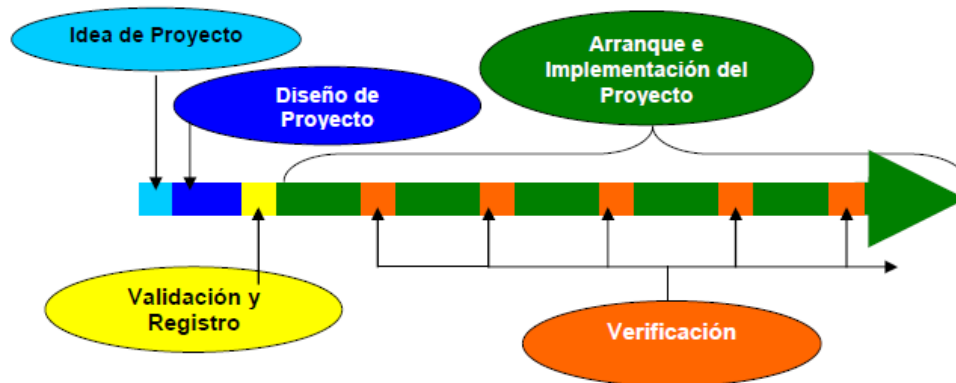 Idea de Proyecto
Arranque e
Implementación del
Proyecto
Diseño de
Proyecto
Validación y
Registro
Verificación